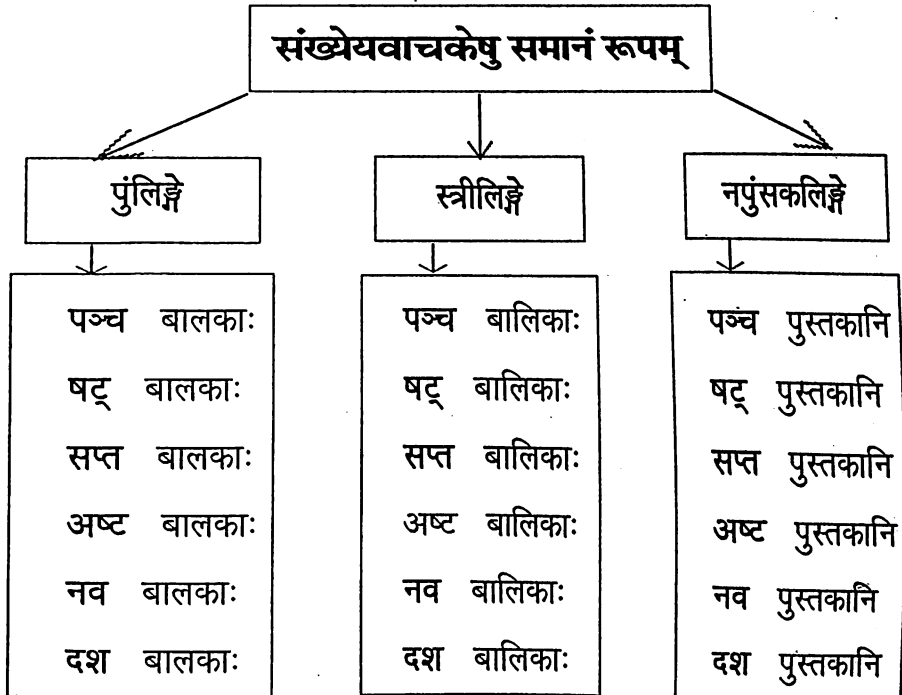 संख्येयवाचकेषु समानं रूपम्
पुंलिङ्गे
स्त्रीलिङ्गे
नपुंसकलिङ्गे
पञ्च बालकाः
षट् बालकाः
सप्त बालकाः
अष्ट बालकाः
नव बालकाः
दश बालकाः
पञ्च बालिकाः
षट् बालिकाः
सप्त बालिकाः
अष्ट बालिकाः
नव बालिकाः
दश बालिकाः
पञ्च पुस्तकानि
षट् पुस्तकानि
सप्त पुस्तकानि
अष्ट पुस्तकानि
नव पुस्तकानि
दश पुस्तकानि